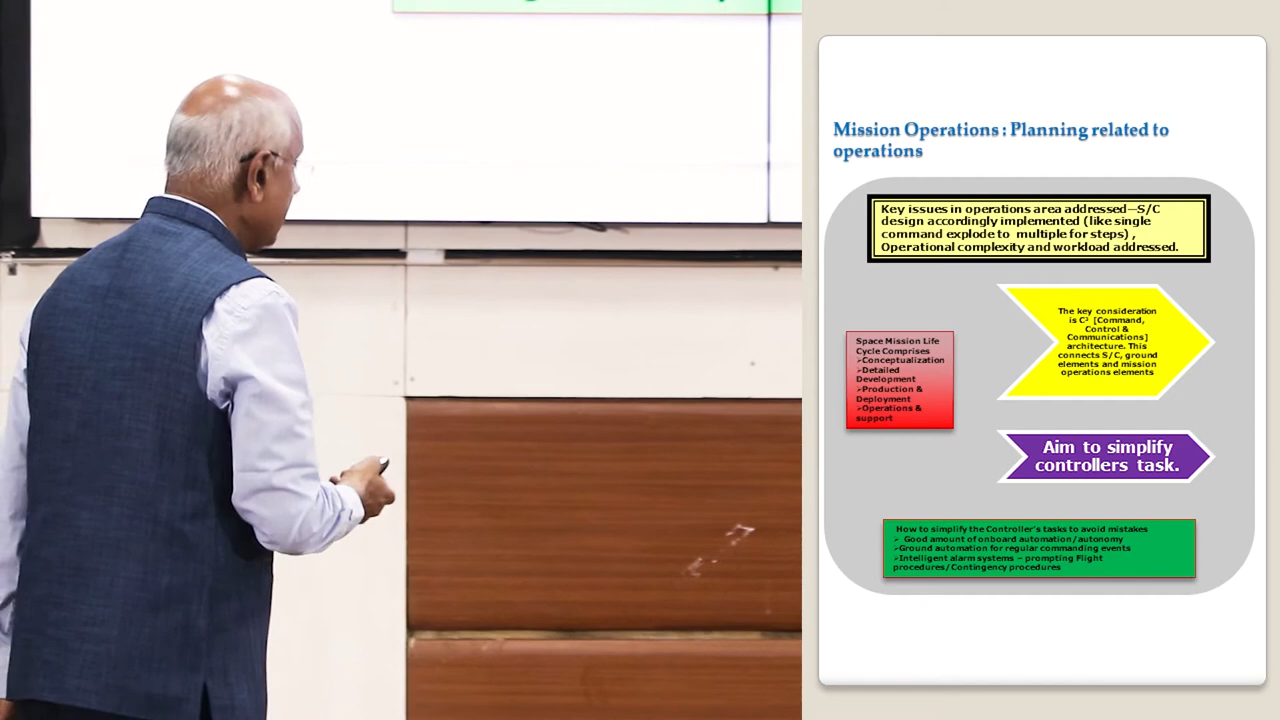 Mission Operations : Planning related to
operations
Key issues in operations area addressed—S/C
design accordingly implemented (like single
command explode to multiple for steps) ,
Operational complexity and workload addressed.
The key consideration
is C³ [Command,
Control &
Communications]
architecture. This
connects S/C, ground
elements and mission
operations elements
Space Mission Life
Cycle Comprises
➢Conceptualization
➢Detailed
Development
➢Production &
Deployment
➢Operations &
support
Aim to simplify
controllers task.
How to simplify the Controller's tasks to avoid mistakes
➢ Good amount of onboard automation/autonomy
➢Ground automation for regular commanding events
➢Intelligent alarm systems – prompting Flight
procedures/Contingency procedures